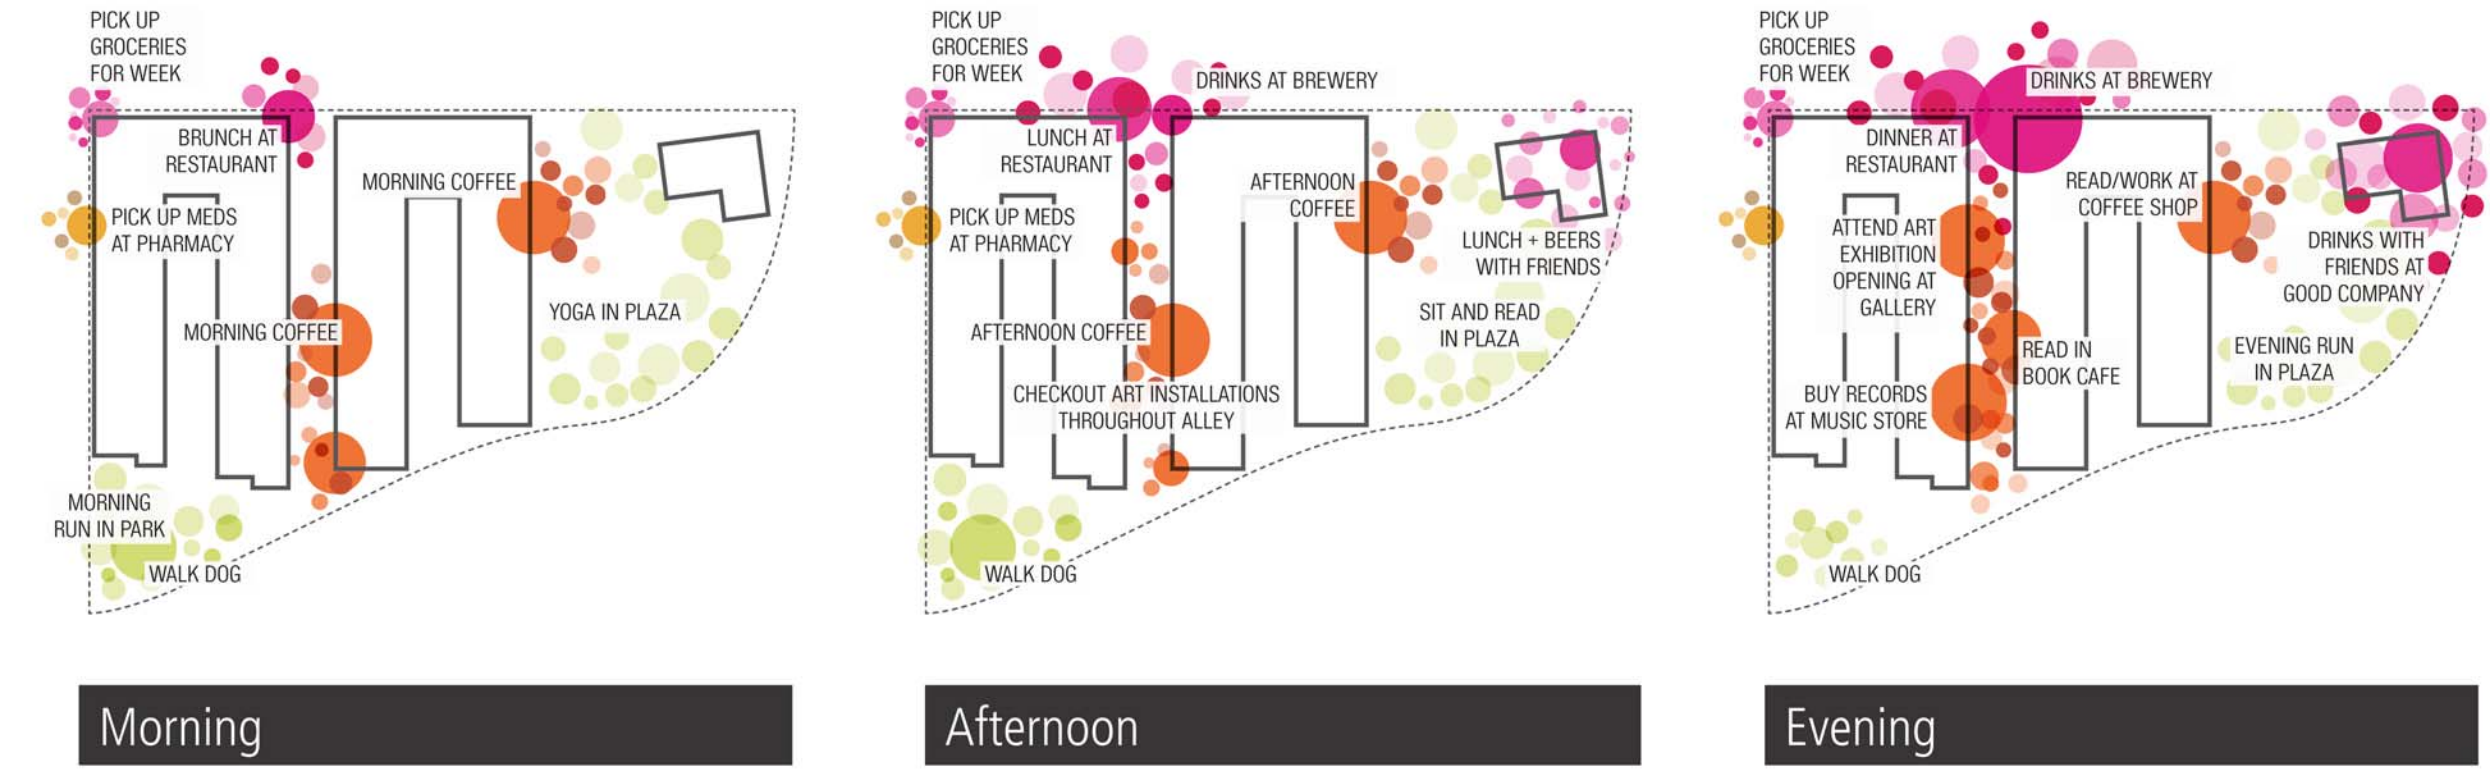 PICK UP
GROCERIES
FOR WEEK
BRUNCH AT
RESTAURANT
MORNING COFFEE
PICK UP MEDS
AT PHARMACY
YOGA IN PLAZA
MORNING COFFEE
MORNING
RUN IN PARK
WALK DOG
Morning
PICK UP
GROCERIES
FOR WEEK
DRINKS AT BREWERY
LUNCH AT
RESTAURANT
AFTERNOON
COFFEE
PICK UP MEDS
AT PHARMACY
LUNCH + BEERS
WITH FRIENDS
SIT AND READ
IN PLAZA
AFTERNOON COFFEE
CHECKOUT ART INSTALLATIONS
THROUGHOUT ALLEY
WALK DOG
Afternoon
PICK UP
GROCERIES
FOR WEEK
DRINKS AT BREWERY
DINNER AT
RESTAURANT
READ/WORK AT
COFFEE SHOP
ATTEND ART
EXHIBITION
OPENING AT
GALLERY
DRINKS WITH
FRIENDS AT
GOOD COMPANY
READ IN
BOOK CAFE
EVENING RUN
IN PLAZA
BUY RECORDS
AT MUSIC STORE
WALK DOG
Evening